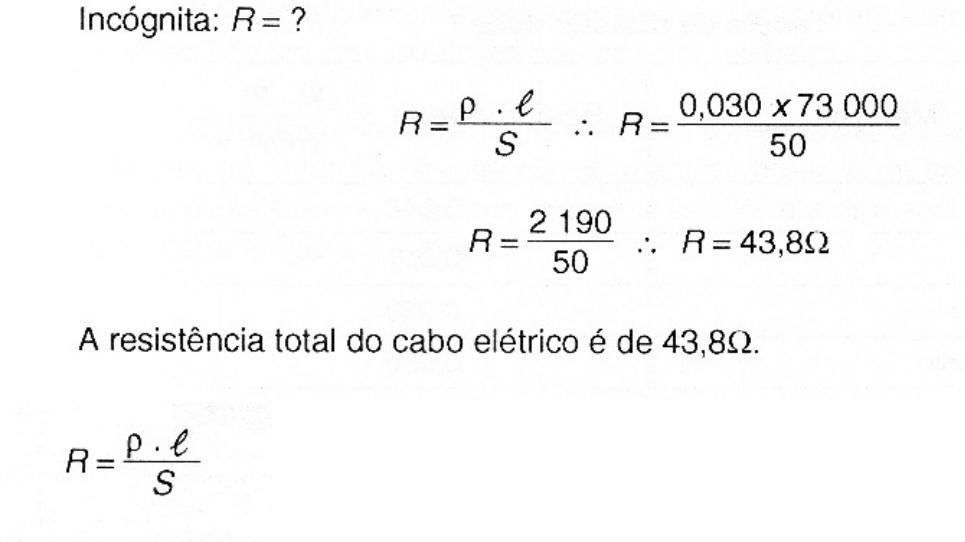 Incógnita: R = ?
R = ρ . ℓ / S ∴ R = 0,030 x 73 000 / 50
R = 2 190 / 50 ∴ R = 43,8Ω
A resistência total do cabo elétrico é de 43,8Ω.
R = ρ . ℓ / S